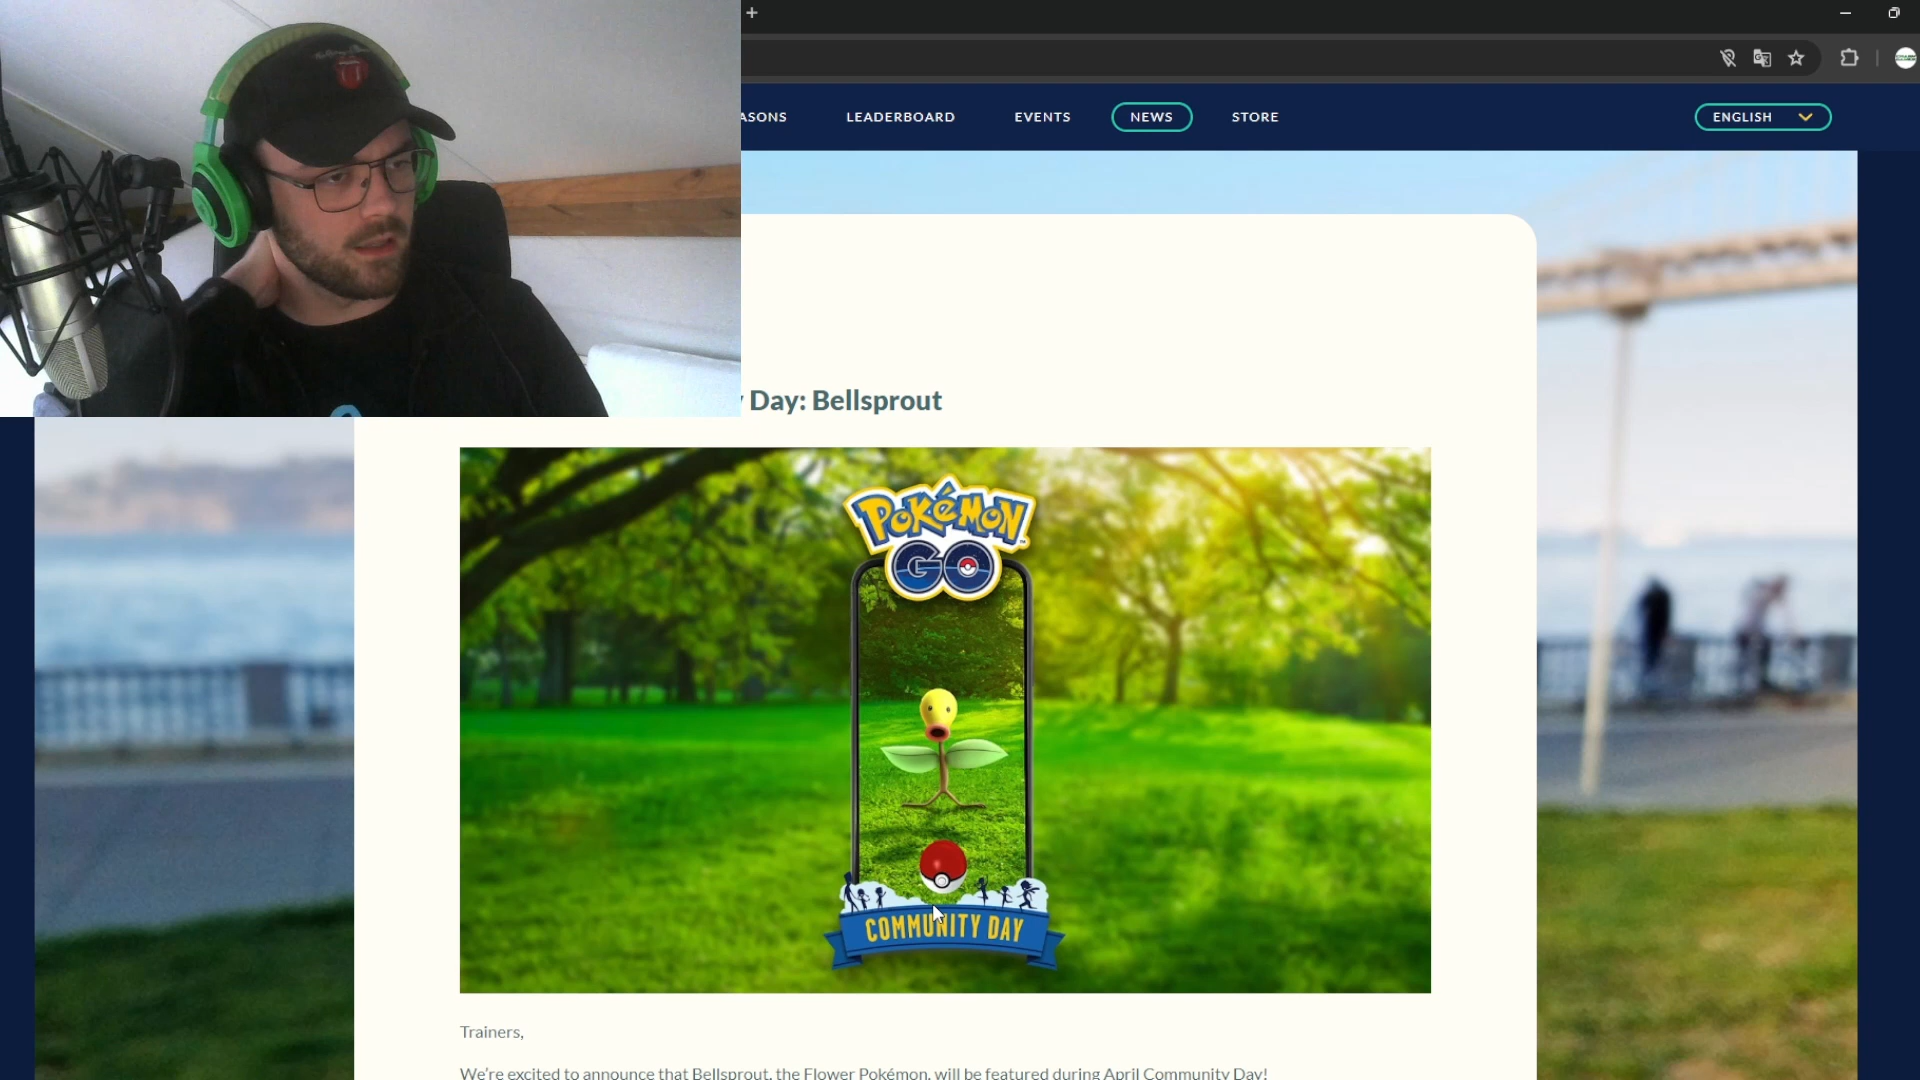 ASONS LEADERBOARD EVENTS NEWS STORE ENGLISH
Day: Bellsprout
POKéMON
GO
COMMUNITY DAY
Trainers,
We're excited to announce that Bellsprout, the Flower Pokémon, will be featured during April Community Day!